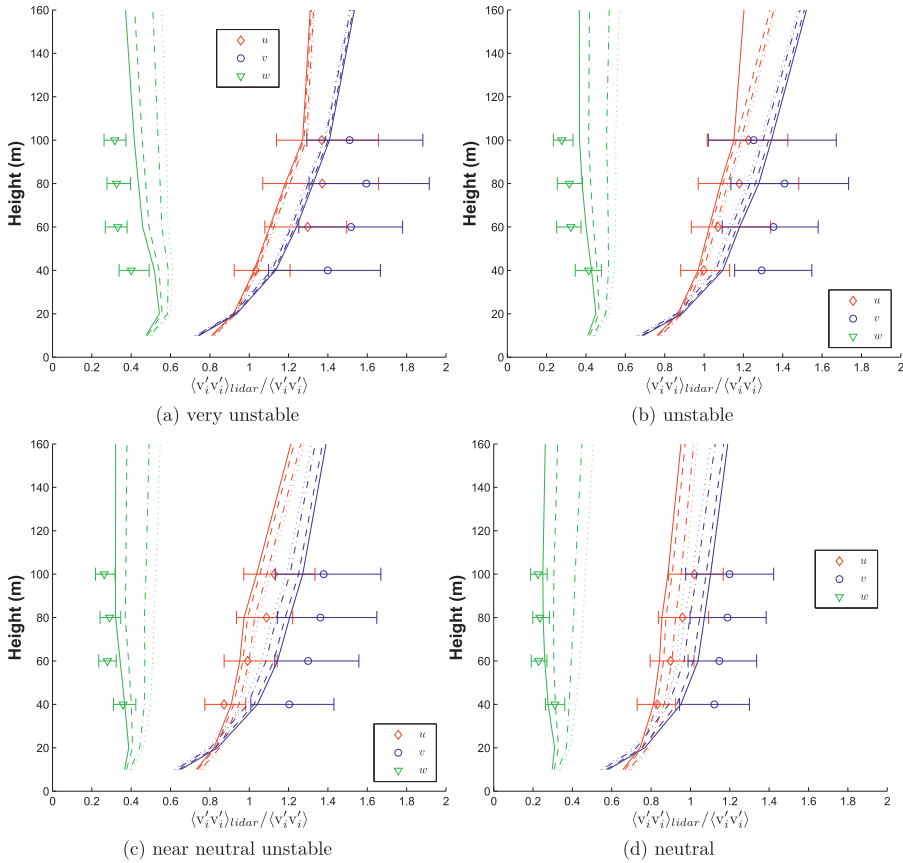 160
140
120
100
80
60
40
20
0
Height (m)
0 0.2 0.4 0.6 0.8 1 1.2 1.4 1.6 1.8 2
⟨v′ᵢv′ᵢ⟩lidar/⟨v′ᵢv′ᵢ⟩
u
v
w
(a) very unstable
160
140
120
100
80
60
40
20
0
Height (m)
0 0.2 0.4 0.6 0.8 1 1.2 1.4 1.6 1.8 2
⟨v′ᵢv′ᵢ⟩lidar/⟨v′ᵢv′ᵢ⟩
u
v
w
(b) unstable
160
140
120
100
80
60
40
20
0
Height (m)
0 0.2 0.4 0.6 0.8 1 1.2 1.4 1.6 1.8 2
⟨v′ᵢv′ᵢ⟩lidar/⟨v′ᵢv′ᵢ⟩
u
v
w
(c) near neutral unstable
160
140
120
100
80
60
40
20
0
Height (m)
0 0.2 0.4 0.6 0.8 1 1.2 1.4 1.6 1.8 2
⟨v′ᵢv′ᵢ⟩lidar/⟨v′ᵢv′ᵢ⟩
u
v
w
(d) neutral